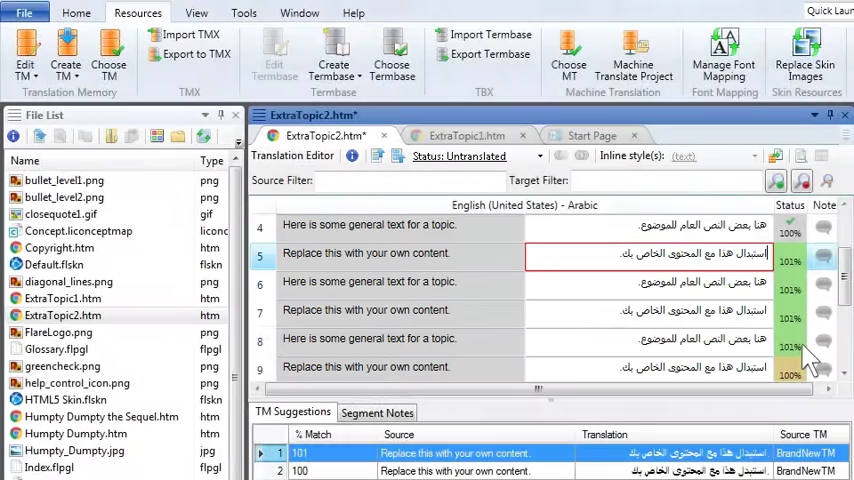 File Home Resources View Tools Window Help
Quick Laun
Edit TM
Create TM
Choose TM
Translation Memory
Import TMX
Export to TMX
TMX
Edit Termbase
Create Termbase
Choose Termbase
Termbase
Import Termbase
Export Termbase
TBX
Choose MT
Machine Translate Project
Machine Translation
Manage Font Mapping
Font Mapping
Replace Skin Images
Skin Resources
File List
Name Type
bullet_level1.png png
bullet_level2.png png
closequote1.gif gif
Concept.liconceptmap liconc
Copyright.htm htm
Default.flskn flskn
diagonal_lines.png png
ExtraTopic1.htm htm
ExtraTopic2.htm htm
FlareLogo.png png
Glossary.flpgl flpgl
greencheck.png png
help_control_icon.png png
HTML5 Skin.flskn flskn
Humpty Dumpty the Sequel.htm htm
Humpty Dumpty.htm htm
Humpty_Dumpty.jpg jpg
Index.flpgl flpgl
ExtraTopic2.htm*
ExtraTopic2.htm* ExtraTopic1.htm Start Page
Translation Editor Status: Untranslated Inline style(s): (text)
Source Filter: Target Filter:
English (United States) - Arabic Status Note
4 Here is some general text for a topic. هنا بعض النص العام للموضوع. 100%
5 Replace this with your own content. استبدال هذا مع المحتوى الخاص بك. 101%
6 Here is some general text for a topic. هنا بعض النص العام للموضوع. 101%
7 Replace this with your own content. استبدال هذا مع المحتوى الخاص بك. 101%
8 Here is some general text for a topic. هنا بعض النص العام للموضوع. 101%
9 Replace this with your own content. استبدال هذا مع المحتوى الخاص بك. 100%
TM Suggestions Segment Notes
% Match Source Translation Source TM
1 101 Replace this with your own content. استبدال هذا مع المحتوى الخاص بك. BrandNewTM
2 100 Replace this with your own content. استبدال هذا مع المحتوى الخاص بك. BrandNewTM